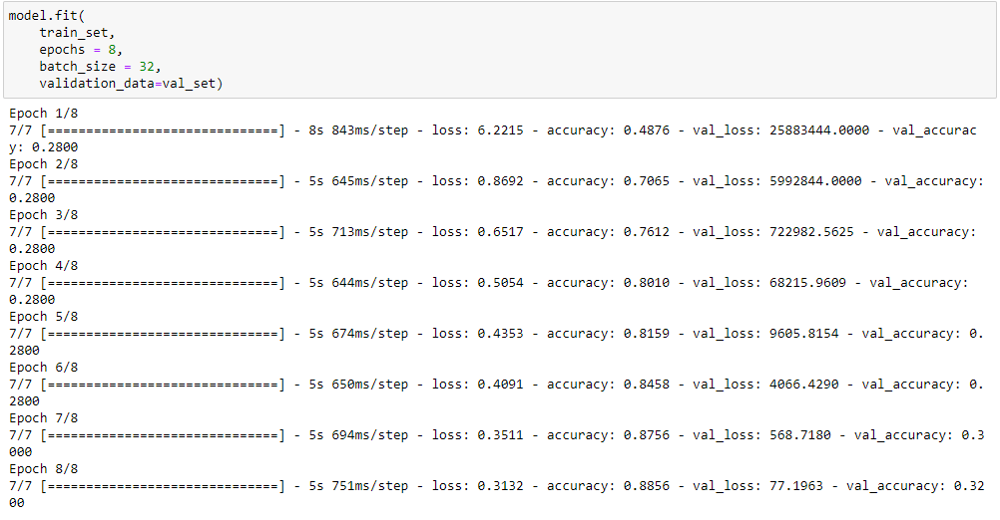 model.fit(
    train_set,
    epochs = 8,
    batch_size = 32,
    validation_data=val_set)
Epoch 1/8
7/7 [==============================] - 8s 843ms/step - loss: 6.2215 - accuracy: 0.4876 - val_loss: 25883444.0000 - val_accurac
y: 0.2800
Epoch 2/8
7/7 [==============================] - 5s 645ms/step - loss: 0.8692 - accuracy: 0.7065 - val_loss: 5992844.0000 - val_accuracy:
0.2800
Epoch 3/8
7/7 [==============================] - 5s 713ms/step - loss: 0.6517 - accuracy: 0.7612 - val_loss: 722982.5625 - val_accuracy:
0.2800
Epoch 4/8
7/7 [==============================] - 5s 644ms/step - loss: 0.5054 - accuracy: 0.8010 - val_loss: 68215.9609 - val_accuracy:
0.2800
Epoch 5/8
7/7 [==============================] - 5s 674ms/step - loss: 0.4353 - accuracy: 0.8159 - val_loss: 9605.8154 - val_accuracy: 0.
2800
Epoch 6/8
7/7 [==============================] - 5s 650ms/step - loss: 0.4091 - accuracy: 0.8458 - val_loss: 4066.4290 - val_accuracy: 0.
2800
Epoch 7/8
7/7 [==============================] - 5s 694ms/step - loss: 0.3511 - accuracy: 0.8756 - val_loss: 568.7180 - val_accuracy: 0.3
000
Epoch 8/8
7/7 [==============================] - 5s 751ms/step - loss: 0.3132 - accuracy: 0.8856 - val_loss: 77.1963 - val_accuracy: 0.32
00